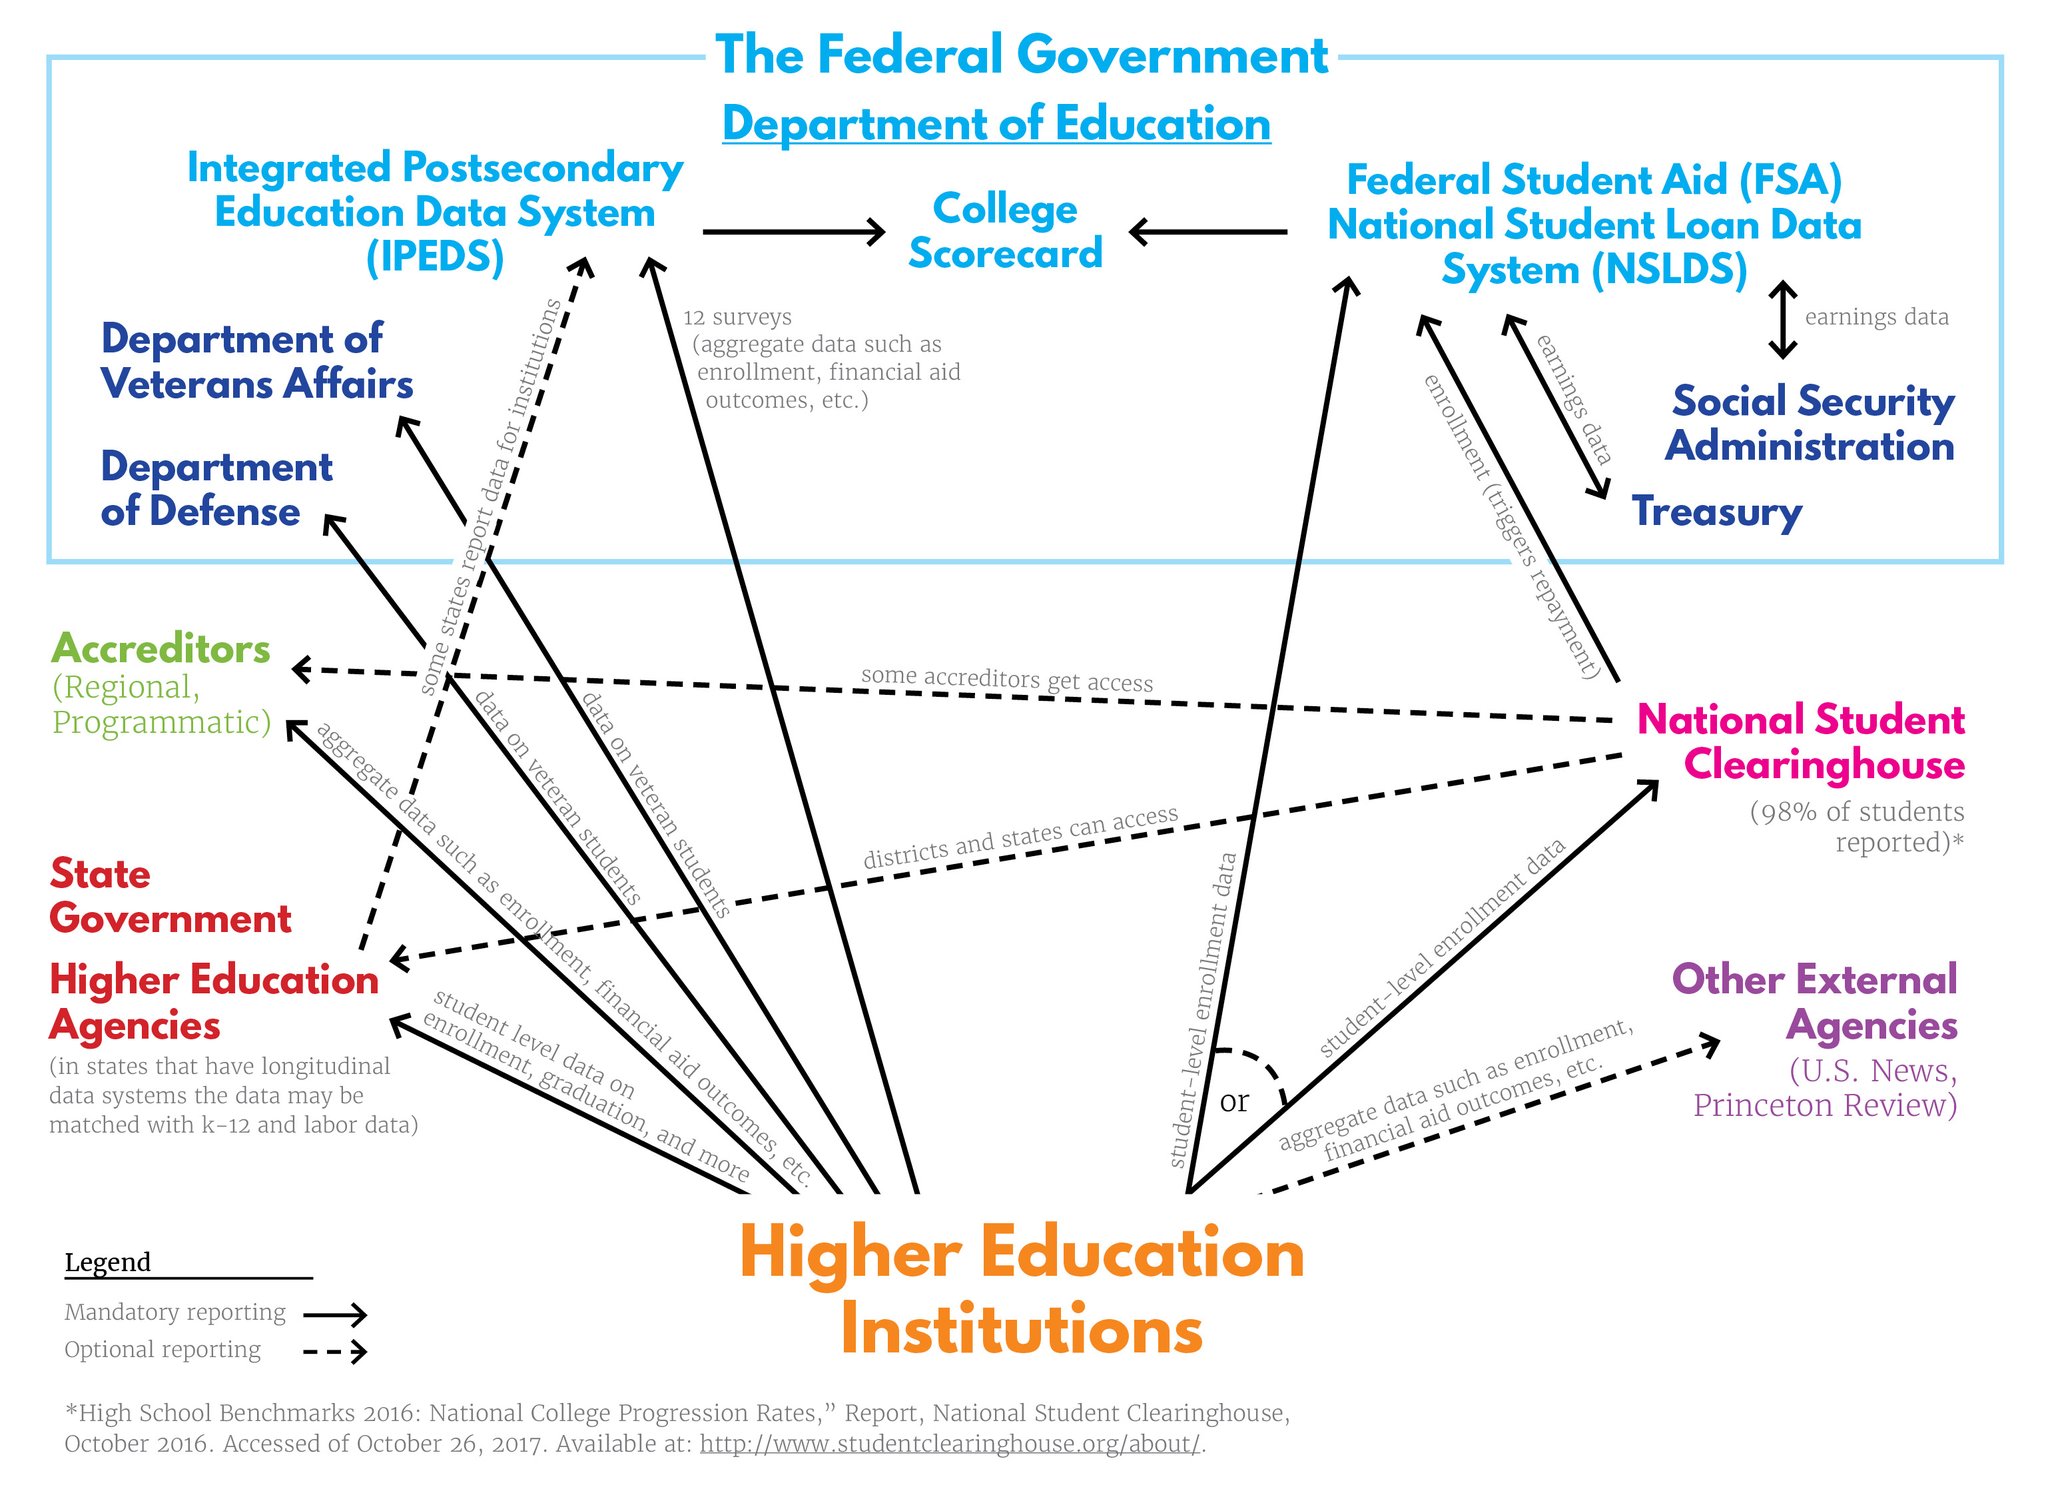 The Federal Government
Department of Education
Integrated Postsecondary
Education Data System
(IPEDS)
College
Scorecard
Federal Student Aid (FSA)
National Student Loan Data
System (NSLDS)
Department of
Veterans Affairs
Department
of Defense
some states report data for institutions
12 surveys
(aggregate data such as
enrollment, financial aid
outcomes, etc.)
enrollment (triggers repayment)
earnings data
earnings data
Social Security
Administration
Treasury
Accreditors
(Regional,
Programmatic)
some accreditors get access
National Student
Clearinghouse
(98% of students
reported)*
aggregate data such as enrollment, financial aid outcomes, etc.
data on veteran students
data on veteran students
districts and states can access
State
Government
Higher Education
Agencies
(in states that have longitudinal
data systems the data may be
matched with k-12 and labor data)
student level data on
enrollment, graduation, and more
student-level enrollment data
student-level enrollment data
or
aggregate data such as enrollment,
financial aid outcomes, etc.
Other External
Agencies
(U.S. News,
Princeton Review)
Higher Education
Institutions
Legend
Mandatory reporting
Optional reporting
*High School Benchmarks 2016: National College Progression Rates,” Report, National Student Clearinghouse,
October 2016. Accessed of October 26, 2017. Available at: http://www.studentclearinghouse.org/about/.